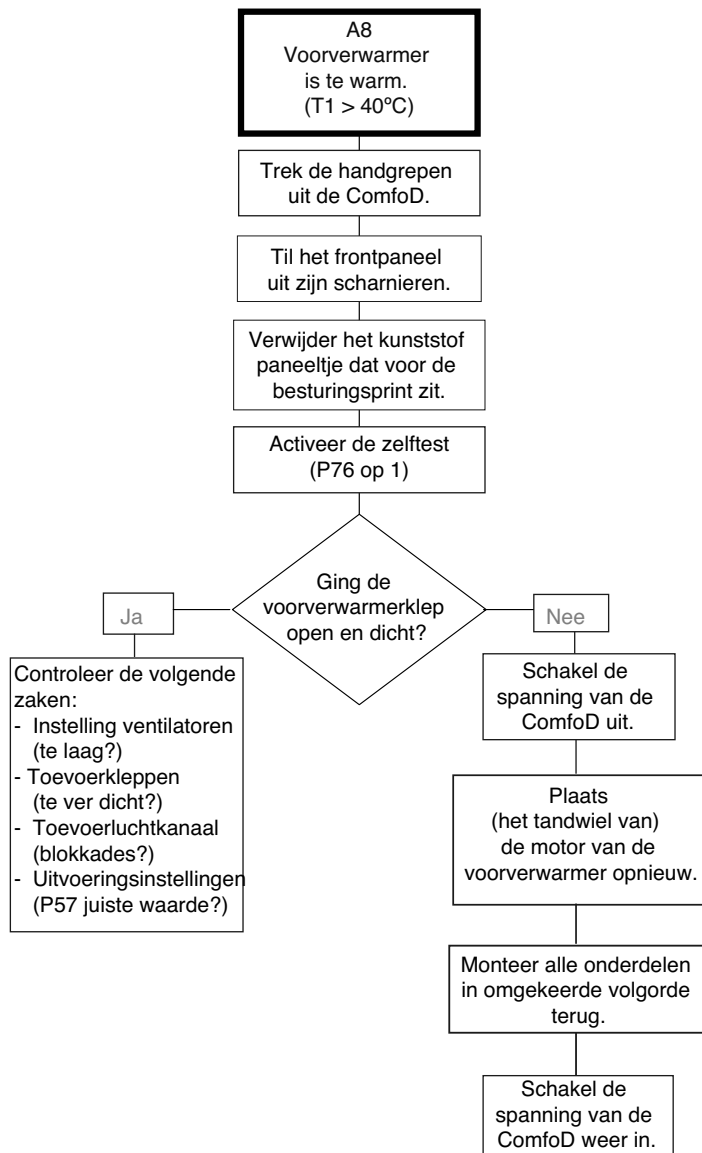 A8
Voorverwarmer
is te warm.
(T1 > 40ºC)
Trek de handgrepen
uit de ComfoD.
Til het frontpaneel
uit zijn scharnieren.
Verwijder het kunststof
paneeltje dat voor de
besturingsprint zit.
Activeer de zelftest
(P76 op 1)
Ging de
voorverwarmerklep
open en dicht?
Ja
Controleer de volgende
zaken:
- Instelling ventilatoren
(te laag?)
- Toevoerkleppen
(te ver dicht?)
- Toevoerluchtkanaal
(blokkades?)
- Uitvoeringsinstellingen
(P57 juiste waarde?)
Nee
Schakel de
spanning van de
ComfoD uit.
Plaats
(het tandwiel van)
de motor van de
voorverwarmer opnieuw.
Monteer alle onderdelen
in omgekeerde volgorde
terug.
Schakel de
spanning van de
ComfoD weer in.